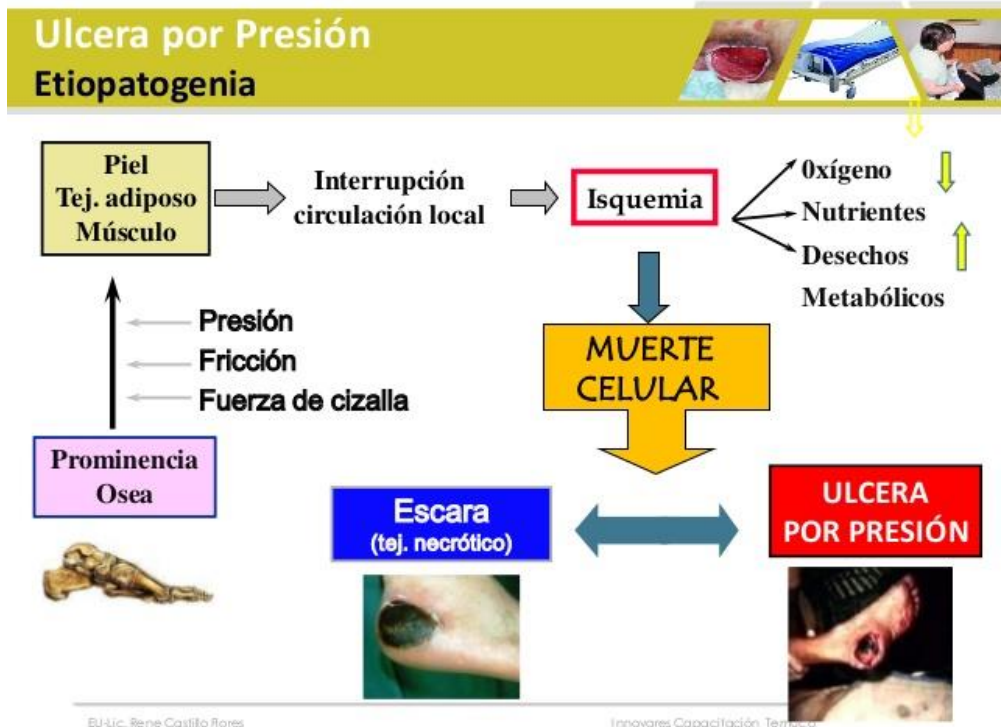 Ulcera por Presión
Etiopatogenia
Piel
Tej. adiposo
Músculo
Interrupción
circulación local
Isquemia
0xígeno
Nutrientes
Desechos
Metabólicos
Presión
Fricción
Fuerza de cizalla
Prominencia
Osea
MUERTE
CELULAR
Escara
(tej. necrótico)
ULCERA
POR PRESIÓN
EU-Lic. Rene Castillo Flores
Innovares Capacitación Temuco